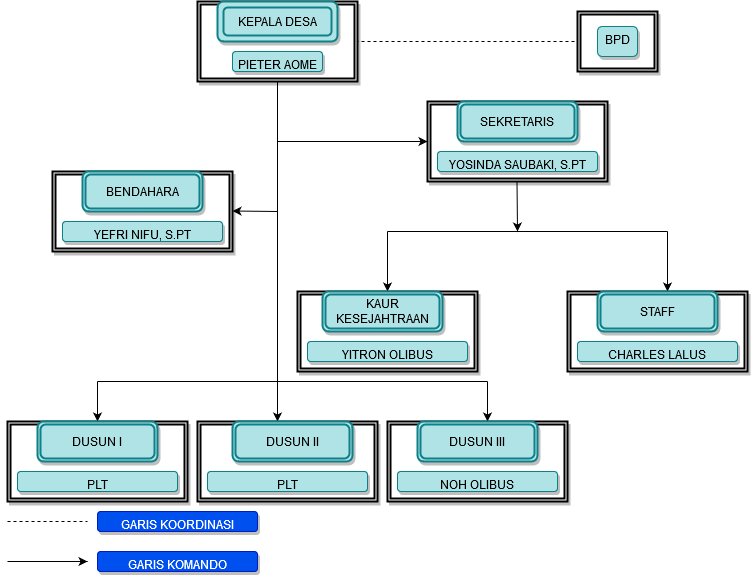 KEPALA DESA
PIETER AOME
BPD
SEKRETARIS
YOSINDA SAUBAKI, S.PT
BENDAHARA
YEFRI NIFU, S.PT
KAUR
KESEJAHTRAAN
YITRON OLIBUS
STAFF
CHARLES LALUS
DUSUN I
PLT
DUSUN II
PLT
DUSUN III
NOH OLIBUS
GARIS KOORDINASI
GARIS KOMANDO